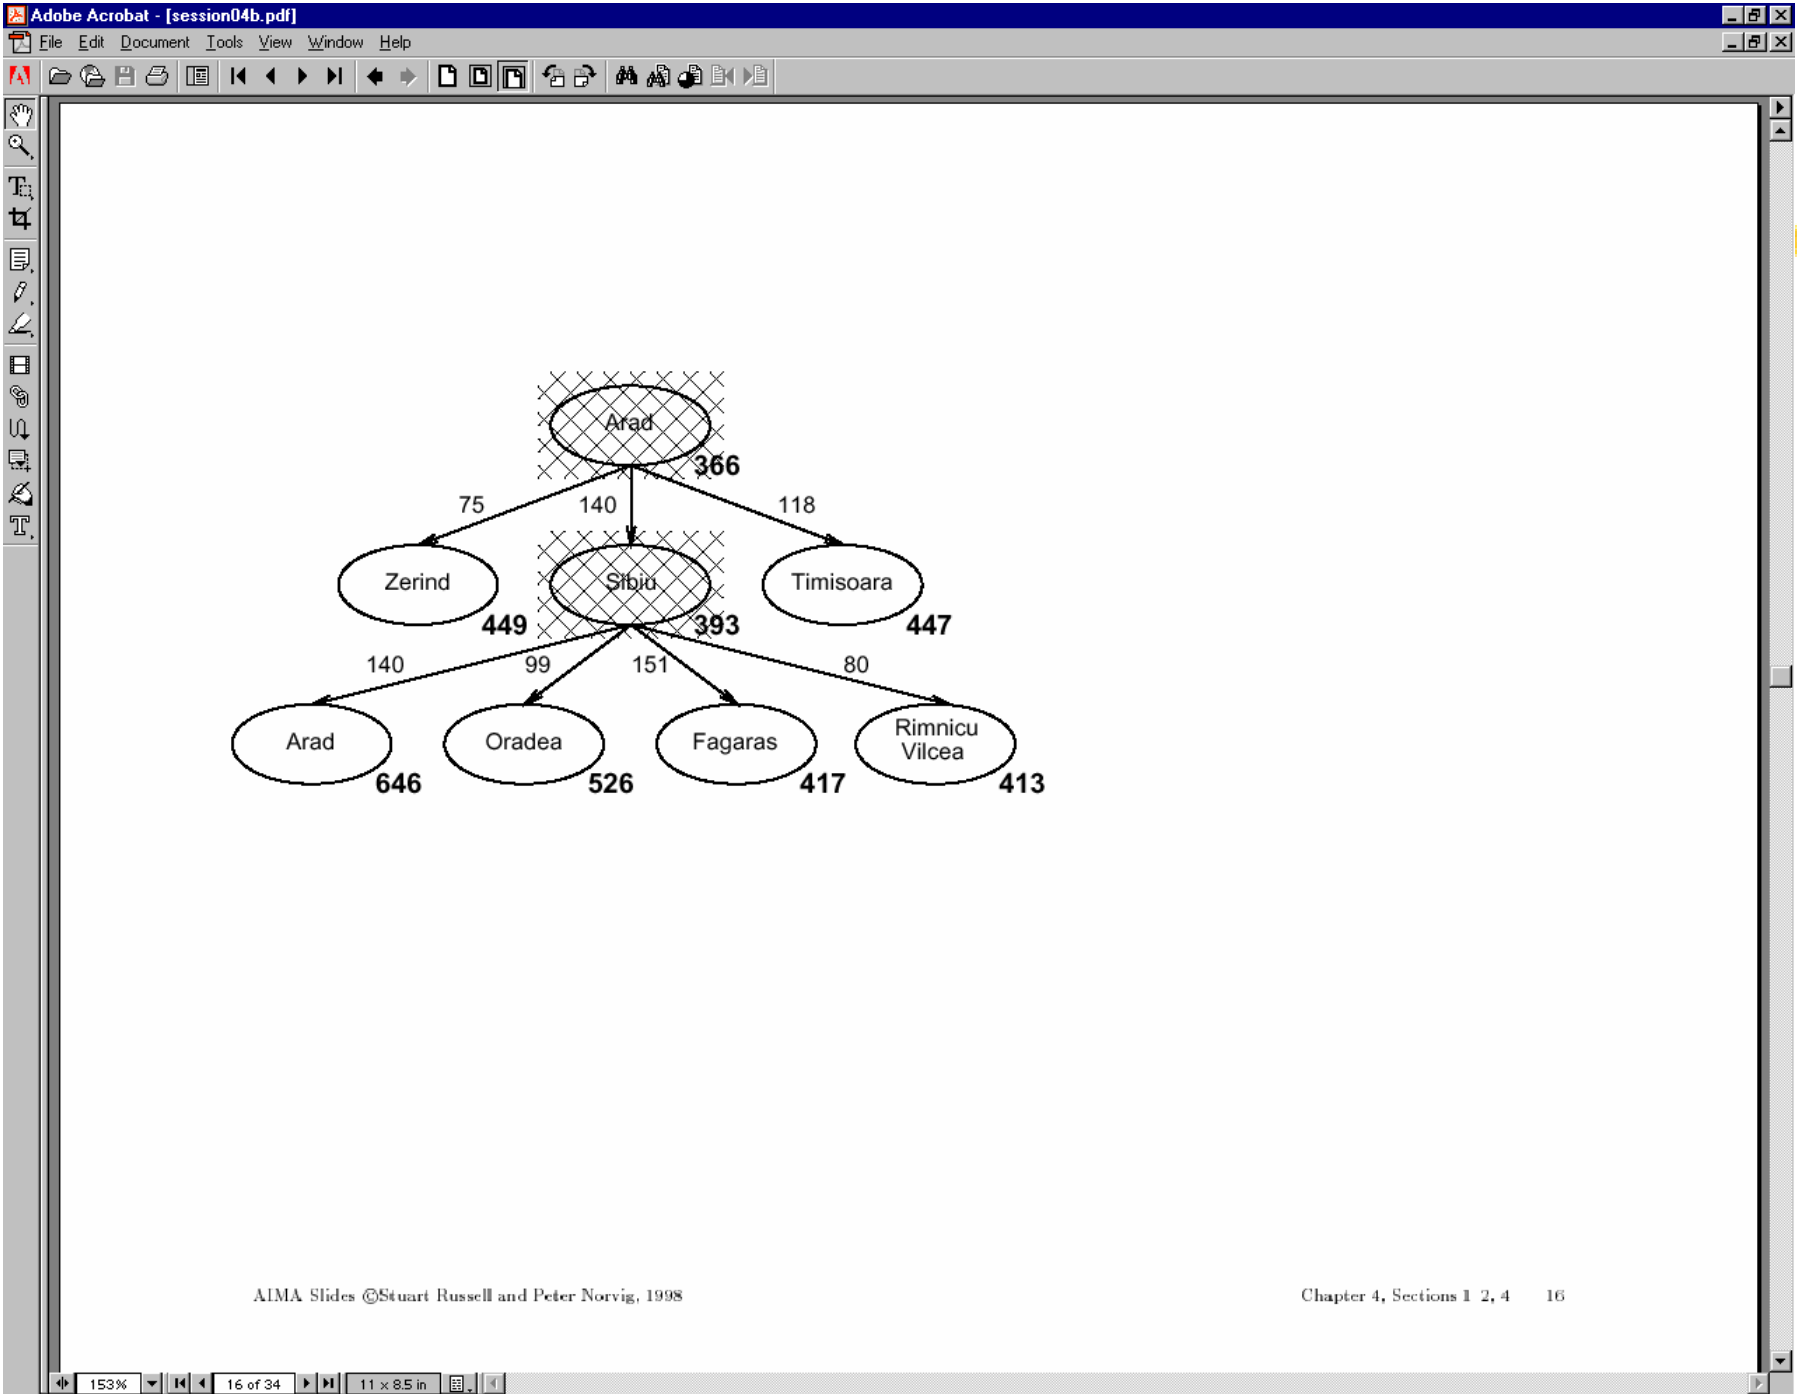 Adobe Acrobat - [session04b.pdf]
File Edit Document Tools View Window Help
Arad
366
75 140 118
Zerind Sibiu Timisoara
449 393 447
140 99 151 80
Arad Oradea Fagaras Rimnicu
Vilcea
646 526 417 413
AIMA Slides ©Stuart Russell and Peter Norvig, 1998 Chapter 4, Sections 1 2, 4 16
153% 16 of 34 11 x 8.5 in